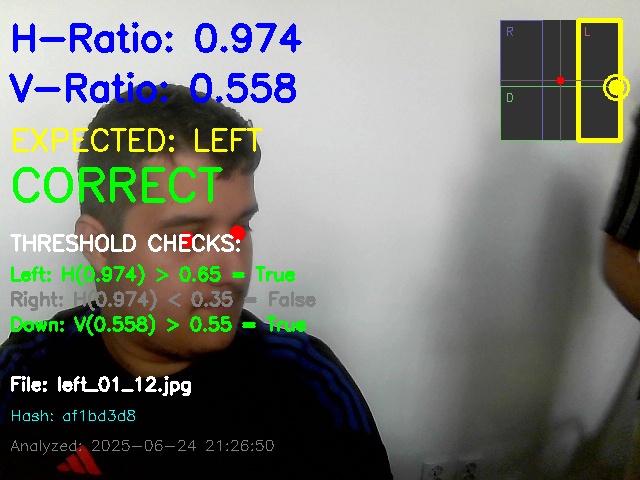 H-Ratio: 0.974
V-Ratio: 0.558
EXPECTED: LEFT
CORRECT
THRESHOLD CHECKS:
Left: H(0.974) > 0.65 = True
Right: H(0.974) < 0.35 = False
Down: V(0.558) > 0.55 = True
File: left_01_12.jpg
Hash: af1bd3d8
Analyzed: 2025-06-24 21:26:50
R
L
D